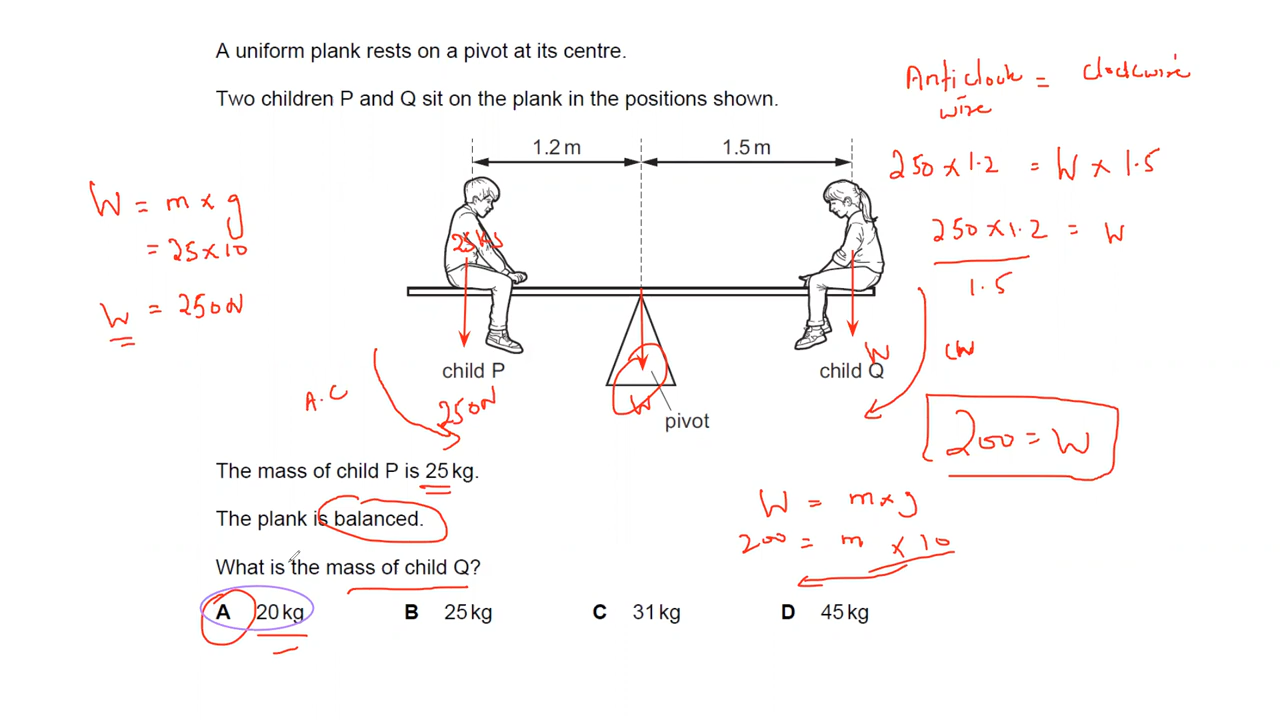 A uniform plank rests on a pivot at its centre.
Two children P and Q sit on the plank in the positions shown.
Anticlock = clockwise
wise
1.2 m 1.5 m
250 × 1.2 = W × 1.5
W = m × g
= 25 × 10
W = 250N
250 × 1.2 = W
1.5
25 kg
child P
250N
A.C
W
pivot
W
child Q
CW
200 = W
The mass of child P is 25 kg.
The plank is balanced.
W = m × g
200 = m × 10
What is the mass of child Q?
A 20 kg B 25 kg C 31 kg D 45 kg